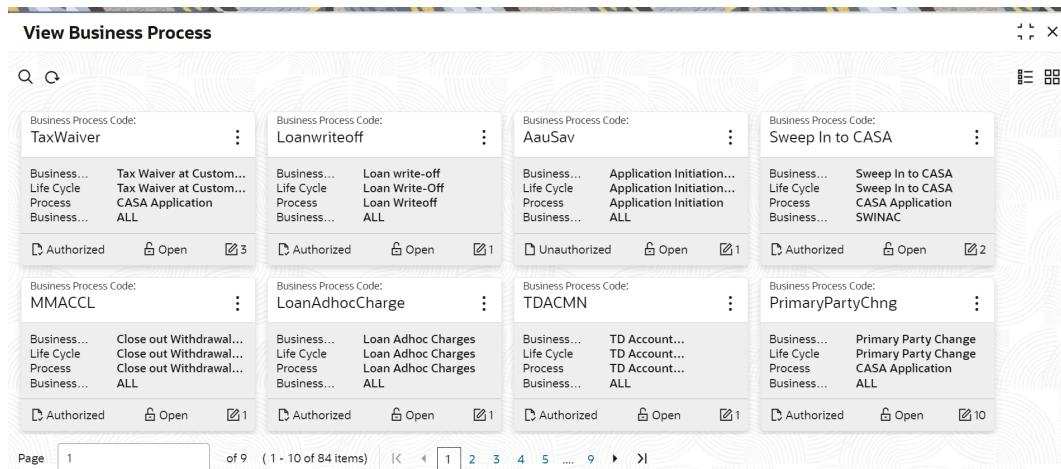 View Business Process
Business Process Code:
TaxWaiver
Business... Tax Waiver at Custom...
Life Cycle Tax Waiver at Custom...
Process CASA Application
Business... ALL
Authorized Open 3
Business Process Code:
Loanwriteoff
Business... Loan write-off
Life Cycle Loan Write-Off
Process Loan Writeoff
Business... ALL
Authorized Open 1
Business Process Code:
AauSav
Business... Application Initiation...
Life Cycle Application Initiation...
Process Application Initiation
Business... ALL
Unauthorized Open 1
Business Process Code:
Sweep In to CASA
Business... Sweep In to CASA
Life Cycle Sweep In to CASA
Process CASA Application
Business... SWINAC
Authorized Open 2
Business Process Code:
MMACCL
Business... Close out Withdrawal...
Life Cycle Close out Withdrawal...
Process Close out Withdrawal...
Business... ALL
Authorized Open 1
Business Process Code:
LoanAdhocCharge
Business... Loan Adhoc Charges
Life Cycle Loan Adhoc Charges
Process Loan Adhoc Charges
Business... ALL
Authorized Open 1
Business Process Code:
TDACMN
Business... TD Account...
Life Cycle TD Account...
Process TD Account...
Business... ALL
Authorized Open 1
Business Process Code:
PrimaryPartyChng
Business... Primary Party Change
Life Cycle Primary Party Change
Process CASA Application
Business... ALL
Authorized Open 10
Page 1 of 9 (1 - 10 of 84 items) 1 2 3 4 5 .... 9